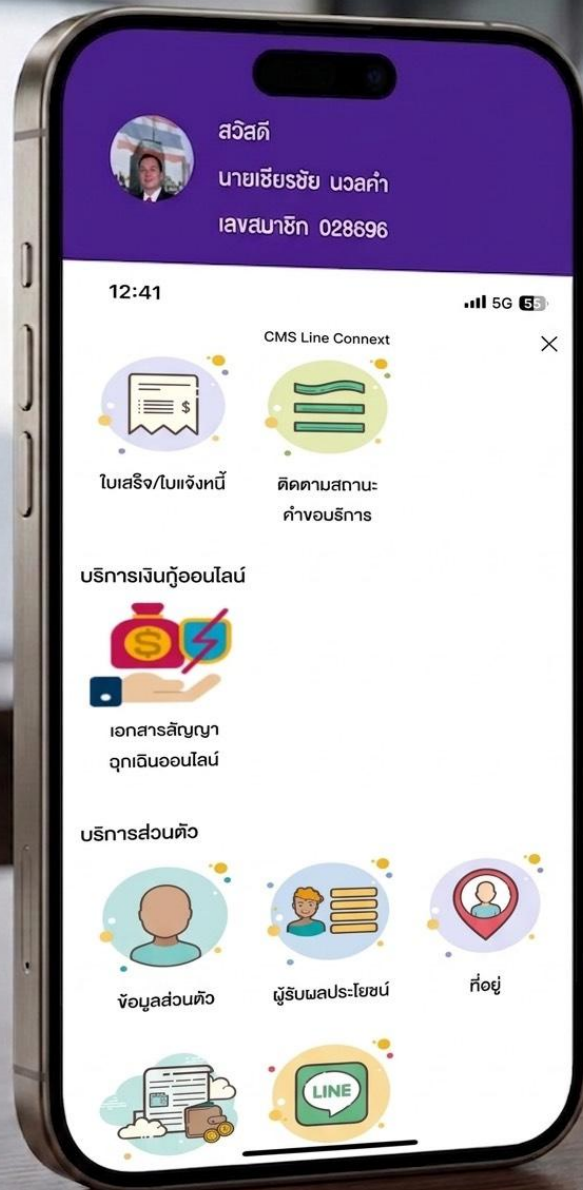 สวัสดี
นายเชียรชัย นวลคำ
เลขสมาชิก 028696
12:41
5G 55
CMS Line Connext
ใบเสร็จ/ใบแจ้งหนี้
ติดตามสถานะ
คำขอบริการ
บริการเงินกู้ออนไลน์
$
เอกสารสัญญา
ฉุกเฉินออนไลน์
บริการส่วนตัว
ข้อมูลส่วนตัว
ผู้รับผลประโยชน์
ที่อยู่
LINE